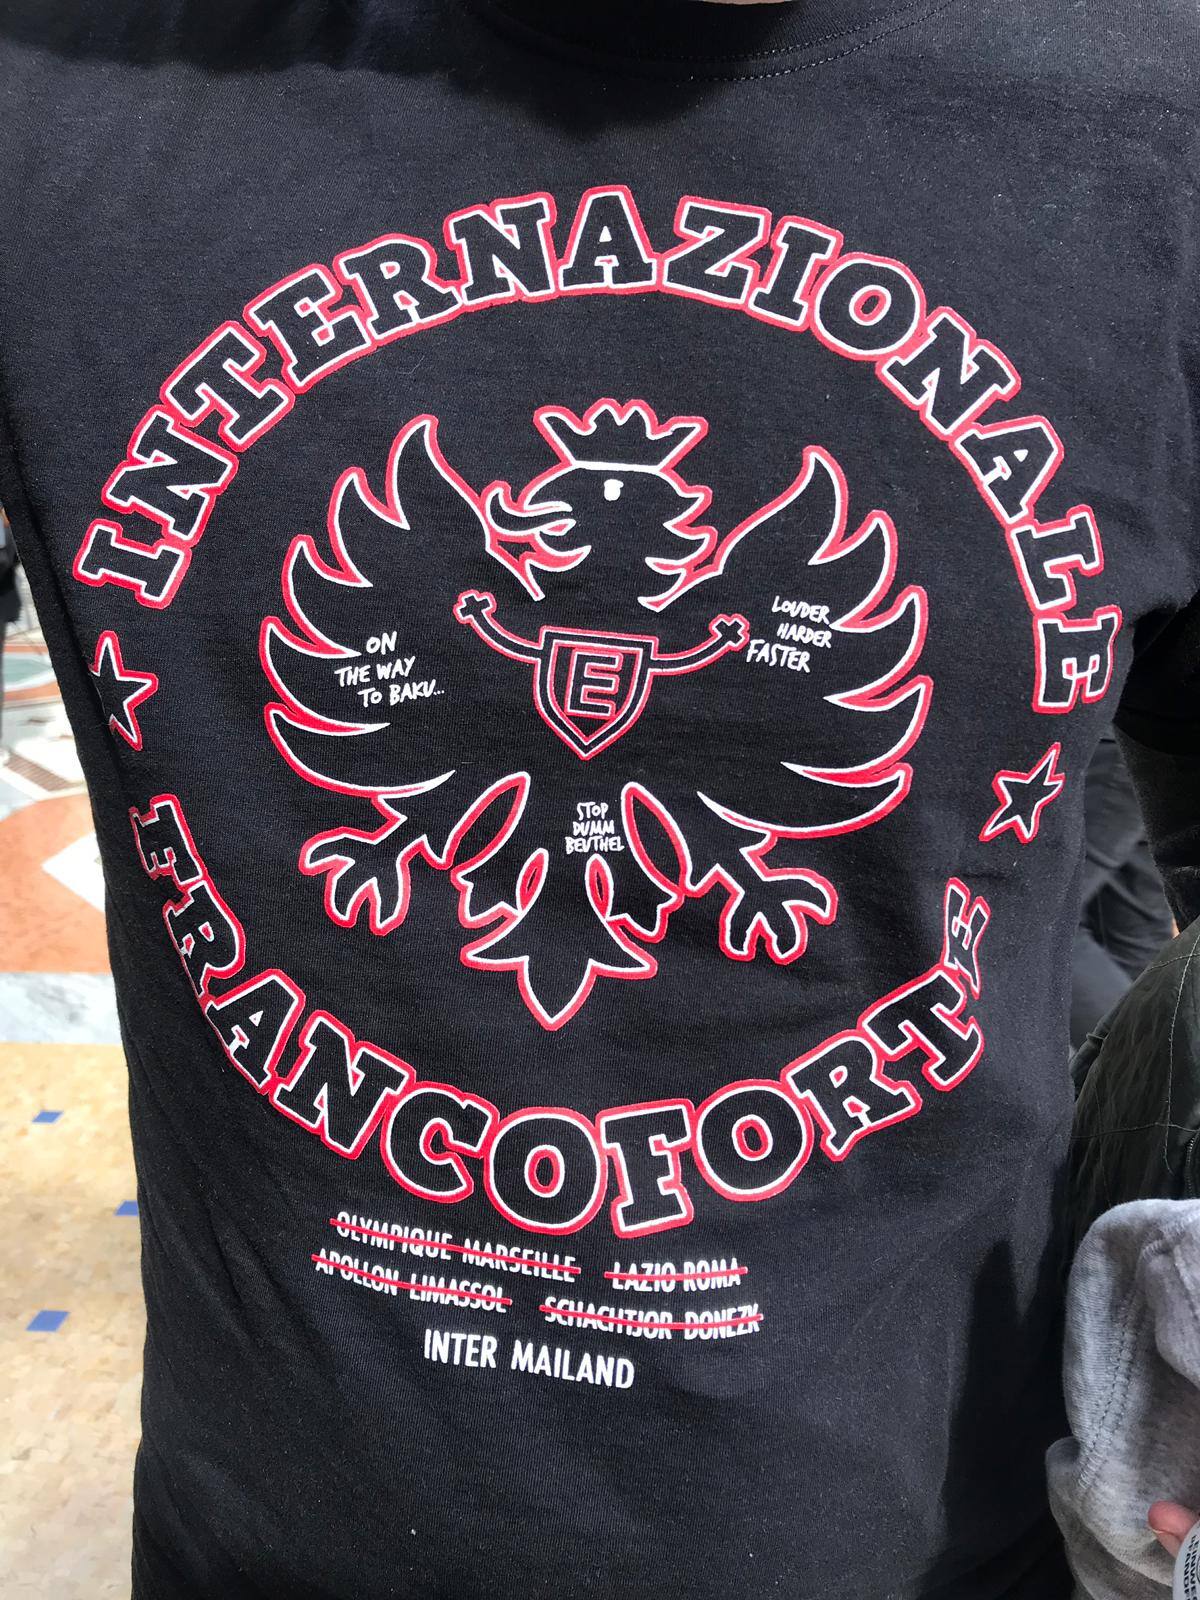 INTERNAZIONALE
ON
THE WAY
TO BAKU...
LOUDER
HARDER
FASTER
E
STOP
DUMM
BEUTHEL
FRANCOFORTE
OLYMPIQUE MARSEILLE LAZIO ROMA
APOLLON LIMASSOL SCHACHTJOR DONEZK
INTER MAILAND